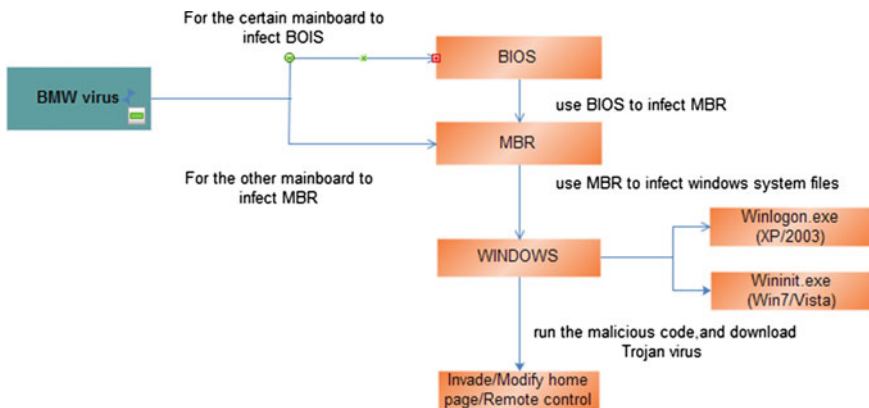 For the certain mainboard to
infect BOIS
BIOS
BMW virus
use BIOS to infect MBR
MBR
For the other mainboard to
infect MBR
use MBR to infect windows system files
Winlogon.exe
(XP/2003)
WINDOWS
Wininit.exe
(Win7/Vista)
run the malicious code,and download
Trojan virus
Invade/Modify home
page/Remote control